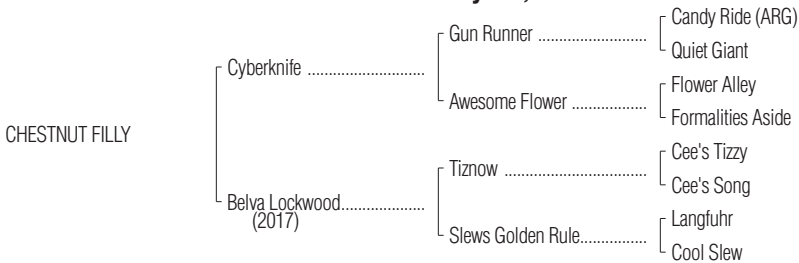 Candy Ride (ARG)
Gun Runner ..................
Quiet Giant
Cyberknife ...........................
Flower Alley
Awesome Flower ..................
Formalities Aside
CHESTNUT FILLY
Cee's Tizzy
Tiznow ..........................
Cee's Song
Belva Lockwood...................
(2017)
Langfuhr
Slews Golden Rule...............
Cool Slew